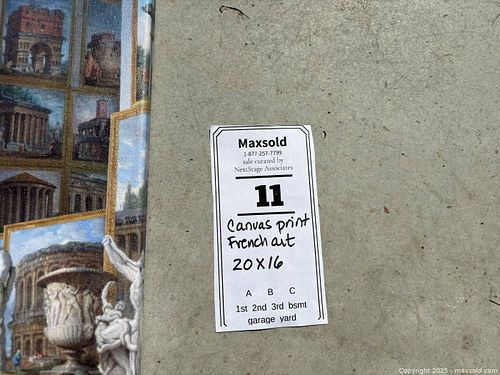 Maxsold
1-877-257-7799
sale curated by
NextStage Associates
11
Canvas print
French art
20x16
A B C
1st 2nd 3rd bsmt
garage yard
Copyright 2025 - maxsold.com